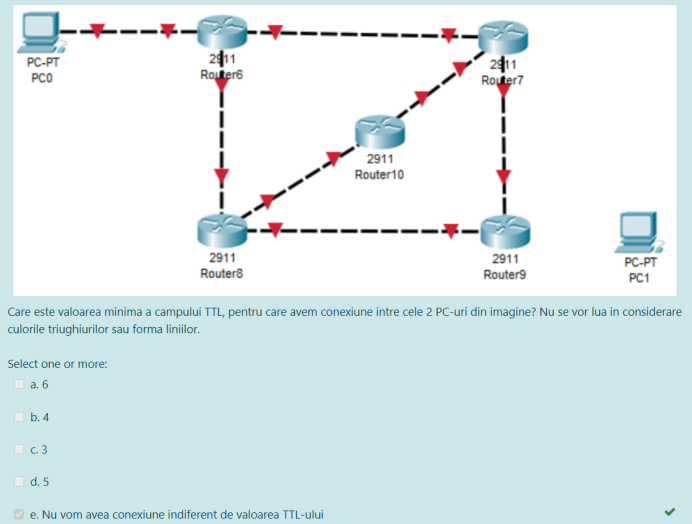 PC-PT
PC0
2911
Router6
2911
Router7
2911
Router10
2911
Router8
2911
Router9
PC-PT
PC1
Care este valoarea minima a campului TTL, pentru care avem conexiune intre cele 2 PC-uri din imagine? Nu se vor lua in considerare
culorile triughiurilor sau forma liniilor.
Select one or more:
a. 6
b. 4
c. 3
d. 5
e. Nu vom avea conexiune indiferent de valoarea TTL-ului